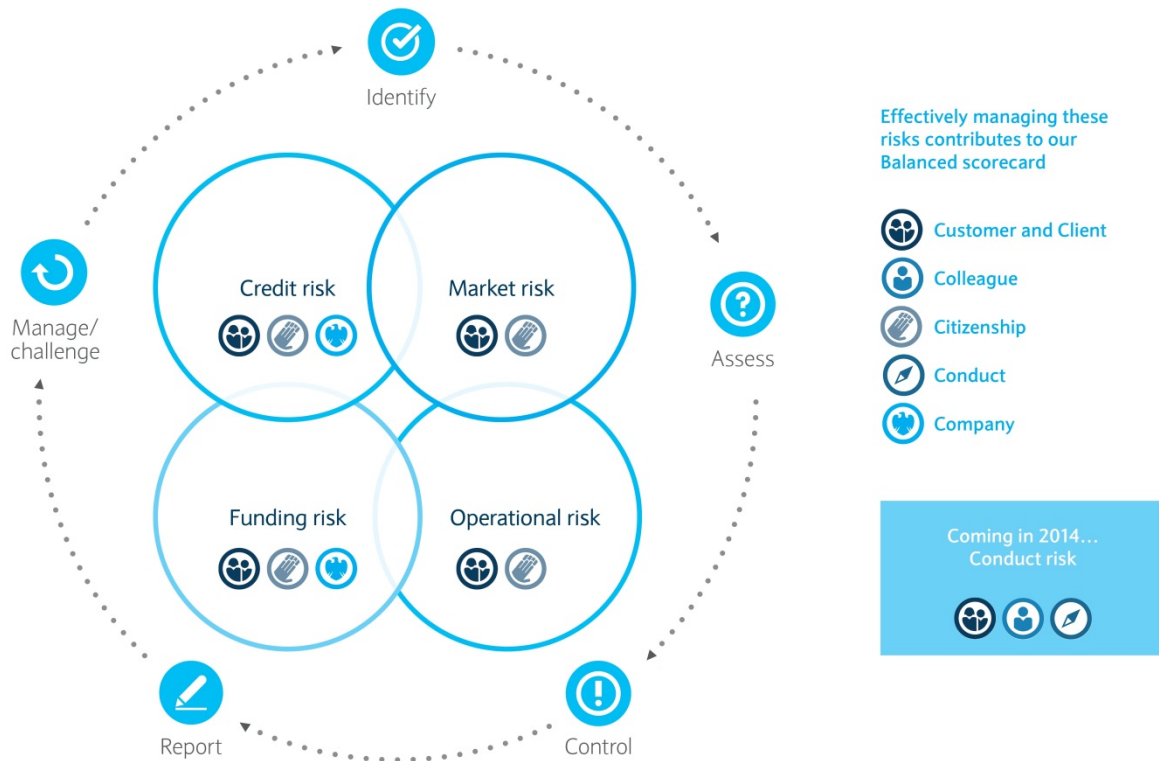 Identify
Effectively managing these
risks contributes to our
Balanced scorecard
Customer and Client
Colleague
Citizenship
Conduct
Company
Manage/
challenge
Credit risk
Market risk
Assess
Funding risk
Operational risk
Coming in 2014...
Conduct risk
Report
Control